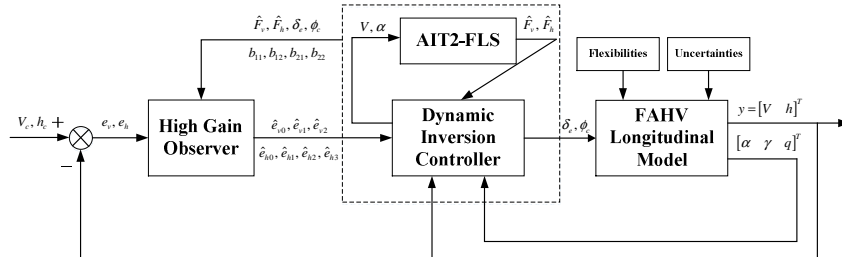 F̂_v, F̂_h, δ_e, ϕ_c
b_11, b_12, b_21, b_22
V, α
AIT2-FLS
F̂_v, F̂_h
Flexibilities
Uncertainties
V_c, h_c +
−
e_v, e_h
High Gain
Observer
ê_v0, ê_v1, ê_v2
ê_h0, ê_h1, ê_h2, ê_h3
Dynamic
Inversion
Controller
δ_e, ϕ_c
FAHV
Longitudinal
Model
y = [V h]^T
[α γ q]^T